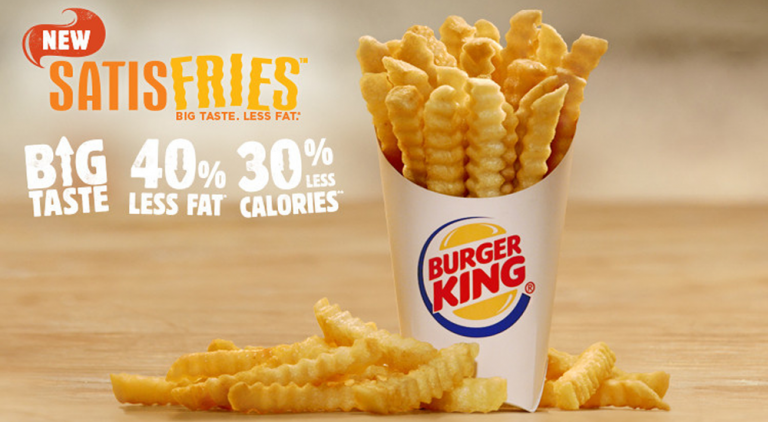 NEW
SATISFRIES™
BIG TASTE. LESS FAT.*
BIG
TASTE
40%
LESS FAT*
30%
LESS
CALORIES**
BURGER
KING®